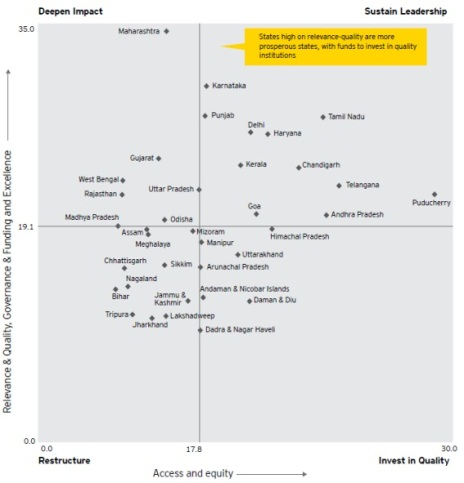 Deepen Impact
Sustain Leadership
35.0
Maharashtra
States high on relevance-quality are more
prosperous states, with funds to invest in quality
institutions
Karnataka
Punjab
Tamil Nadu
Delhi
Haryana
Gujarat
Kerala
Chandigarh
West Bengal
Telangana
Uttar Pradesh
Rajasthan
Puducherry
Goa
Andhra Pradesh
Madhya Pradesh
Odisha
19.1
Assam
Mizoram
Himachal Pradesh
Meghalaya
Manipur
Uttarakhand
Chhattisgarh
Sikkim
Arunachal Pradesh
Nagaland
Andaman & Nicobar Islands
Bihar
Jammu &
Kashmir
Daman & Diu
Tripura
Lakshadweep
Jharkhand
Dadra & Nagar Haveli
Relevance & Quality, Governance & Funding and Excellence
0.0
0.0
17.8
30.0
Restructure
Invest in Quality
Access and equity